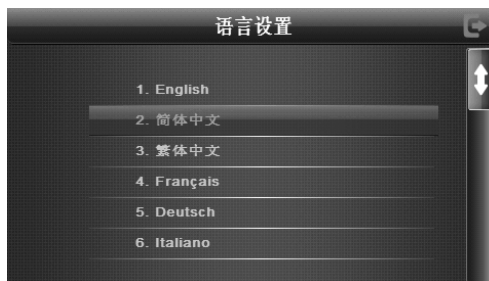 语言设置
1. English
2. 简体中文
3. 繁体中文
4. Français
5. Deutsch
6. Italiano